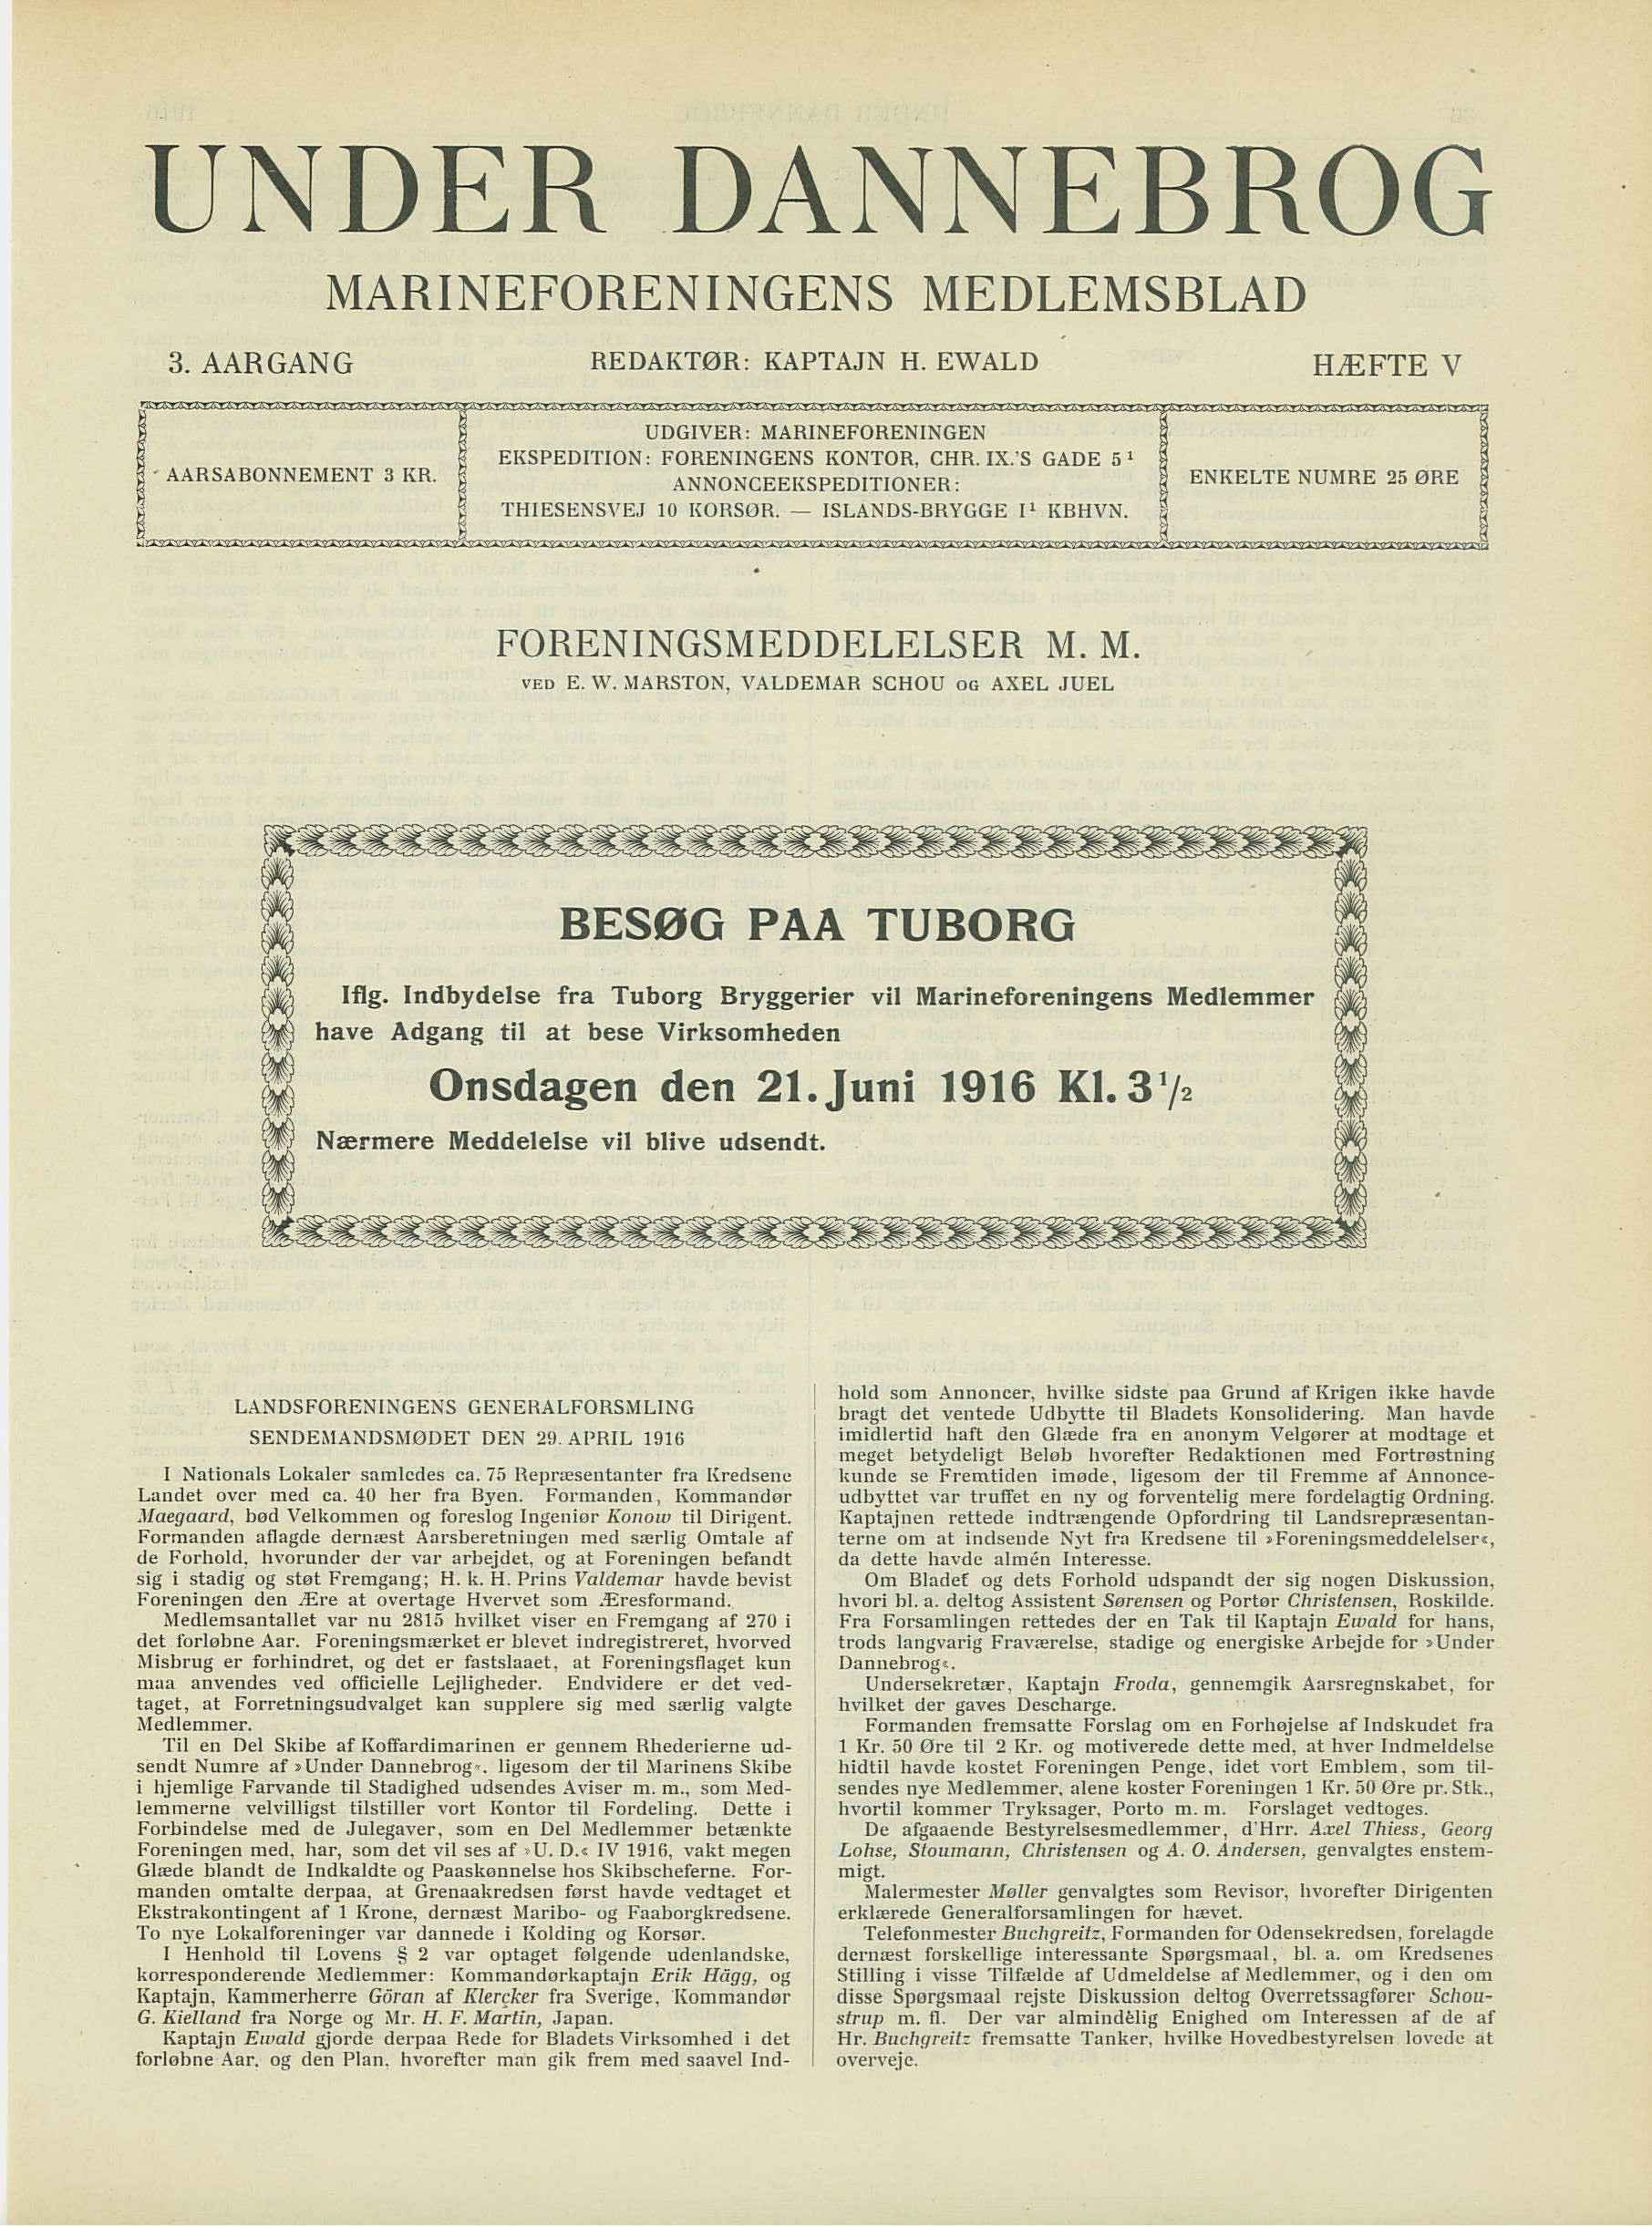 UNDER DANNEBROG
MARINEFORENINGENS MEDLEMSBLAD
3. AARGANG
REDAKTØR: KAPTAJN H. EWALD
HÆFTE V
AARSABONNEMENT 3 KR.
UDGIVER: MARINEFORENINGEN
EKSPEDITION: FORENINGENS KONTOR, CHR. IX.'S GADE 5¹
ANNONCEEKSPEDITIONER:
THIESENSVEJ 10 KORSØR. — ISLANDS-BRYGGE I¹ KBHVN.
ENKELTE NUMRE 25 ØRE
FORENINGSMEDDELELSER M. M.
VED E. W. MARSTON, VALDEMAR SCHOU OG AXEL JUEL
BESØG PAA TUBORG
Iflg. Indbydelse fra Tuborg Bryggerier vil Marineforeningens Medlemmer
have Adgang til at bese Virksomheden
Onsdagen den 21. Juni 1916 Kl. 3 ¹/₂
Nærmere Meddelelse vil blive udsendt.
LANDSFORENINGENS GENERALFORSMLING
SENDEMANDSMØDET DEN 29. APRIL 1916
I Nationals Lokaler samledes ca. 75 Repræsentanter fra Kredsene
Landet over med ca. 40 her fra Byen. Formanden, Kommandør
Maegaard, bød Velkommen og foreslog Ingeniør Konow til Dirigent.
Formanden aflagde dernæst Aarsberetningen med særlig Omtale af
de Forhold, hvorunder der var arbejdet, og at Foreningen befandt
sig i stadig og støt Fremgang; H. k. H. Prins Valdemar havde bevist
Foreningen den Ære at overtage Hvervet som Æresformand.
Medlemsantallet var nu 2815 hvilket viser en Fremgang af 270 i
det forløbne Aar. Foreningsmærket er blevet indregistreret, hvorved
Misbrug er forhindret, og det er fastslaaet, at Foreningsflaget kun
maa anvendes ved officielle Lejligheder. Endvidere er det ved-
taget, at Forretningsudvalget kan supplere sig med særlig valgte
Medlemmer.
Til en Del Skibe af Koffardimarinen er gennem Rhederierne ud-
sendt Numre af »Under Dannebrog«, ligesom der til Marinens Skibe
i hjemlige Farvande til Stadighed udsendes Aviser m. m., som Med-
lemmerne velvilligst tilstiller vort Kontor til Fordeling. Dette i
Forbindelse med de Julegaver, som en Del Medlemmer betænkte
Foreningen med, har, som det vil ses af »U. D.« IV 1916, vakt megen
Glæde blandt de Indkaldte og Paaskønnelse hos Skibscheferne. For-
manden omtalte derpaa, at Grenaakredsen først havde vedtaget et
Ekstrakontingent af 1 Krone, dernæst Maribo- og Faaborgkredsene.
To nye Lokalforeninger var dannede i Kolding og Korsør.
I Henhold til Lovens § 2 var optaget følgende udenlandske,
korresponderende Medlemmer: Kommandørkaptajn Erik Hägg, og
Kaptajn, Kammerherre Göran af Klercker fra Sverige, Kommandør
G. Kielland fra Norge og Mr. H. F. Martin, Japan.
Kaptajn Ewald gjorde derpaa Rede for Bladets Virksomhed i det
forløbne Aar, og den Plan, hvorefter man gik frem med saavel Ind-
hold som Annoncer, hvilke sidste paa Grund af Krigen ikke havde
bragt det ventede Udbytte til Bladets Konsolidering. Man havde
imidlertid haft den Glæde fra en anonym Velgører at modtage et
meget betydeligt Beløb hvorefter Redaktionen med Fortrøstning
kunde se Fremtiden imøde, ligesom der til Fremme af Annonce-
udbyttet var truffet en ny og forventelig mere fordelagtig Ordning.
Kaptajnen rettede indtrængende Opfordring til Landsrepræsentan-
terne om at indsende Nyt fra Kredsene til »Foreningsmeddelelser«,
da dette havde almén Interesse.
Om Bladet og dets Forhold udspandt der sig nogen Diskussion,
hvori bl. a. deltog Assistent Sørensen og Portør Christensen, Roskilde.
Fra Forsamlingen rettedes der en Tak til Kaptajn Ewald for hans,
trods langvarig Fraværelse, stadige og energiske Arbejde for »Under
Dannebrog«.
Undersekretær, Kaptajn Froda, gennemgik Aarsregnskabet, for
hvilket der gaves Descharge.
Formanden fremsatte Forslag om en Forhøjelse af Indskudet fra
1 Kr. 50 Øre til 2 Kr. og motiverede dette med, at hver Indmeldelse
hidtil havde kostet Foreningen Penge, idet vort Emblem, som til-
sendes nye Medlemmer, alene koster Foreningen 1 Kr. 50 Øre pr. Stk.,
hvortil kommer Tryksager, Porto m. m. Forslaget vedtoges.
De afgaaende Bestyrelsesmedlemmer, d'Hrr. Axel Thiess, Georg
Lohse, Stoumann, Christensen og A. O. Andersen, genvalgtes enstem-
migt.
Malermester Møller genvalgtes som Revisor, hvorefter Dirigenten
erklærede Generalforsamlingen for hævet.
Telefonmester Buchgreitz, Formanden for Odensekredsen, forelagde
dernæst forskellige interessante Spørgsmaal, bl. a. om Kredsenes
Stilling i visse Tilfælde af Udmeldelse af Medlemmer, og i den om
disse Spørgsmaal rejste Diskussion deltog Overretssagfører Schou-
strup m. fl. Der var almindelig Enighed om Interessen af de af
Hr. Buchgreitz fremsatte Tanker, hvilke Hovedbestyrelsen lovede at
overveje.